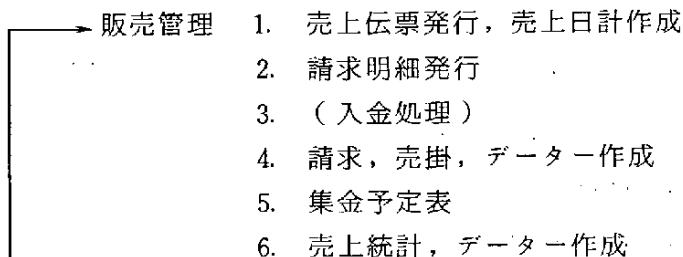 販売管理 1. 売上伝票発行,売上日計作成
2. 請求明細発行
3. (入金処理)
4. 請求,売掛,データー作成
5. 集金予定表
6. 売上統計,データー作成